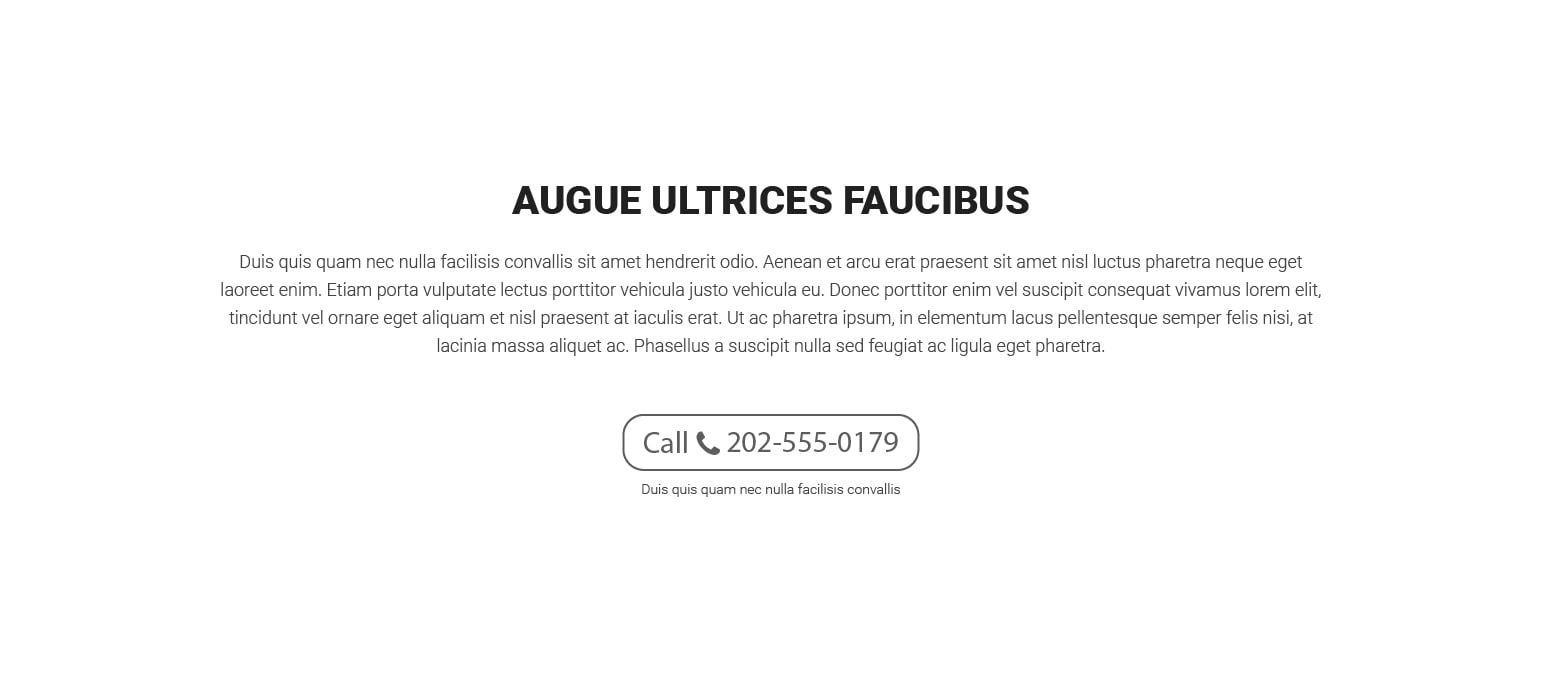 AUGUE ULTRICES FAUCIBUS
Duis quis quam nec nulla facilisis convallis sit amet hendrerit odio. Aenean et arcu erat praesent sit amet nisl luctus pharetra neque eget
laoreet enim. Etiam porta vulputate lectus porttitor vehicula justo vehicula eu. Donec porttitor enim vel suscipit consequat vivamus lorem elit,
tincidunt vel ornare eget aliquam et nisl praesent at iaculis erat. Ut ac pharetra ipsum, in elementum lacus pellentesque semper felis nisi, at
lacinia massa aliquet ac. Phasellus a suscipit nulla sed feugiat ac ligula eget pharetra.
Call 202-555-0179
Duis quis quam nec nulla facilisis convallis